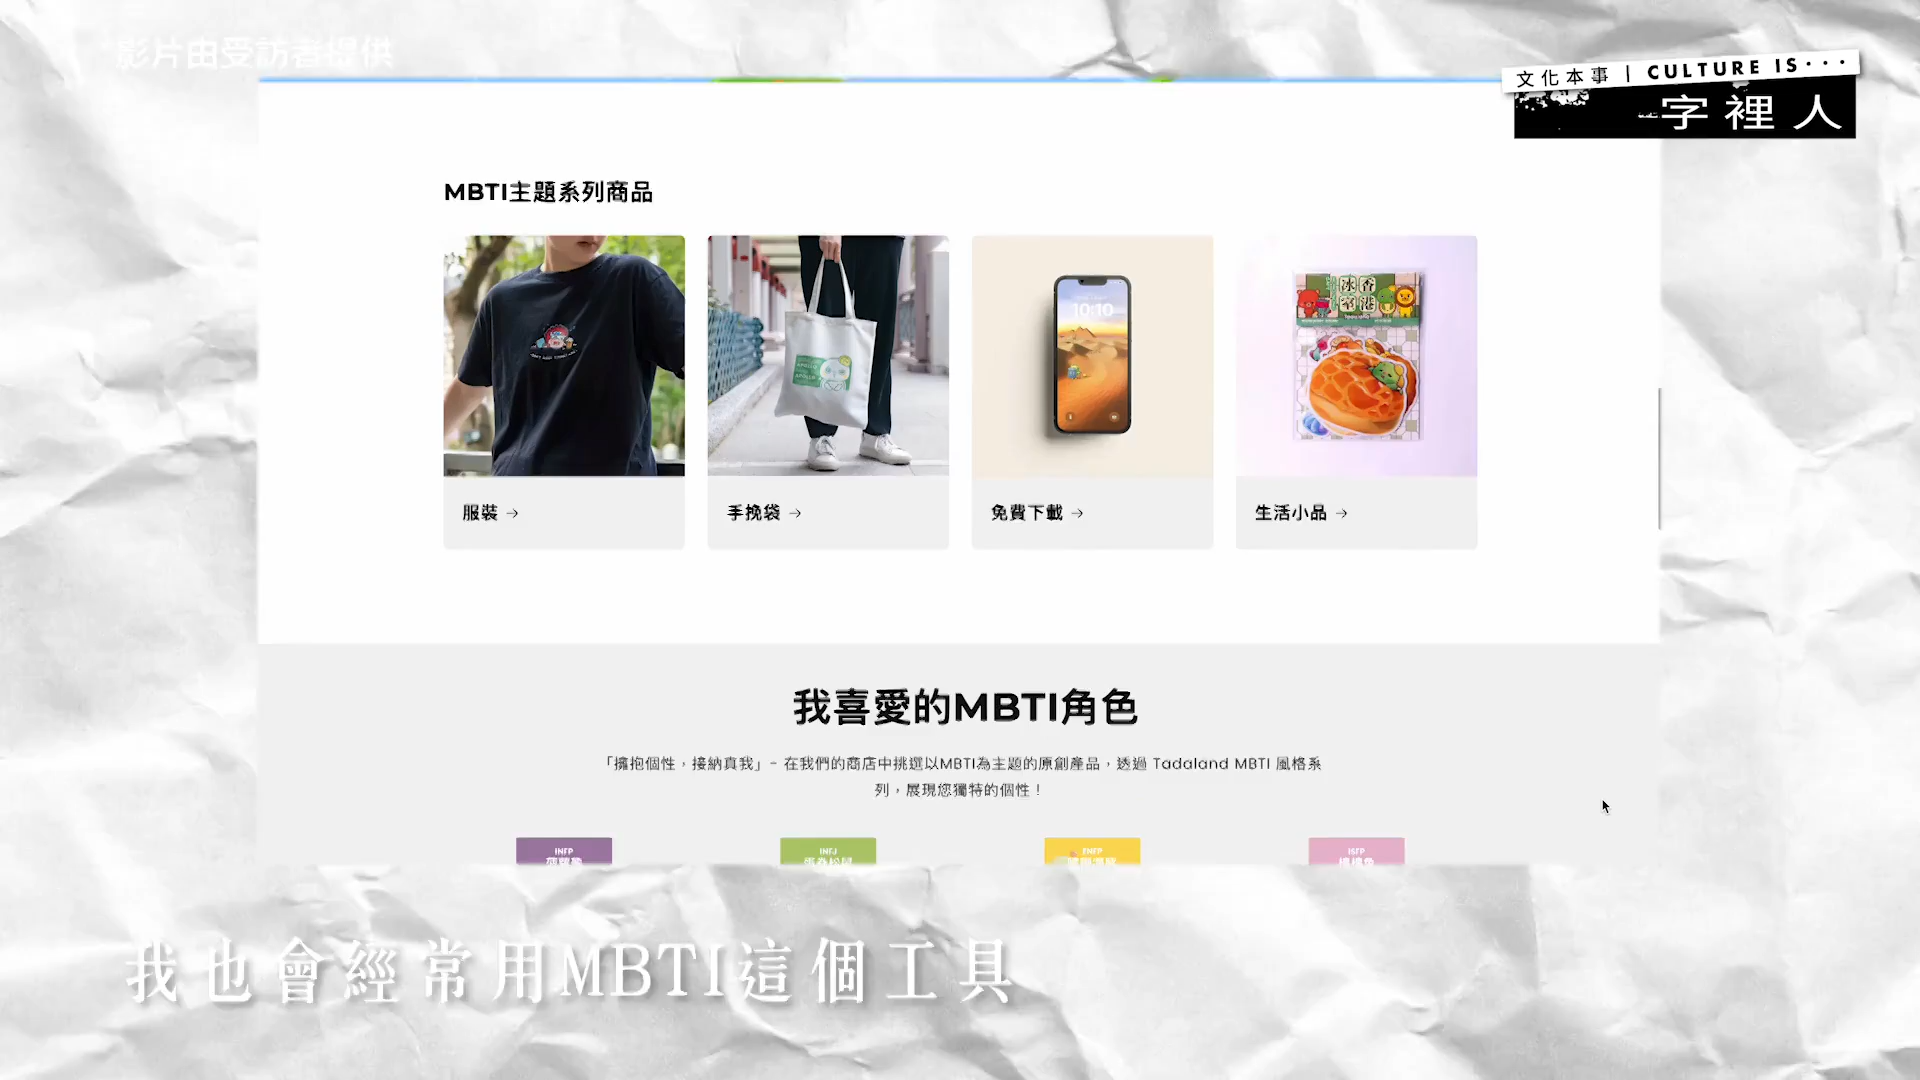 *影片由受訪者提供
文化本事 | CULTURE IS···
字裡人
MBTI主題系列商品
10:10
冰香
室港
服裝 →
手挽袋 →
免費下載 →
生活小品 →
我喜愛的MBTI角色
「擁抱個性，接納真我」- 在我們的商店中挑選以MBTI為主題的原創產品，透過 Tadaland MBTI 風格系
列，展現您獨特的個性！
INFP
INFJ
ENFP
ISFP
我也會經常用MBTI這個工具